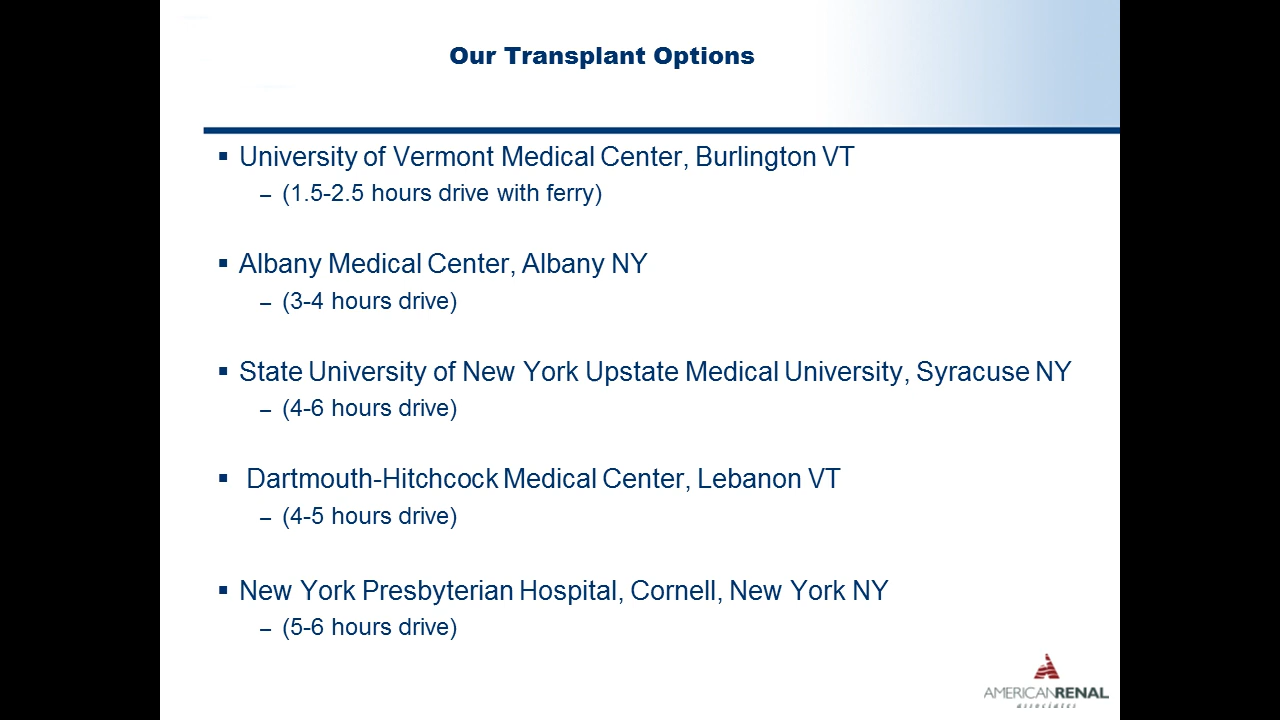 Our Transplant Options
▪ University of Vermont Medical Center, Burlington VT
– (1.5-2.5 hours drive with ferry)
▪ Albany Medical Center, Albany NY
– (3-4 hours drive)
▪ State University of New York Upstate Medical University, Syracuse NY
– (4-6 hours drive)
▪ Dartmouth-Hitchcock Medical Center, Lebanon VT
– (4-5 hours drive)
▪ New York Presbyterian Hospital, Cornell, New York NY
– (5-6 hours drive)
AMERICANRENAL
associates